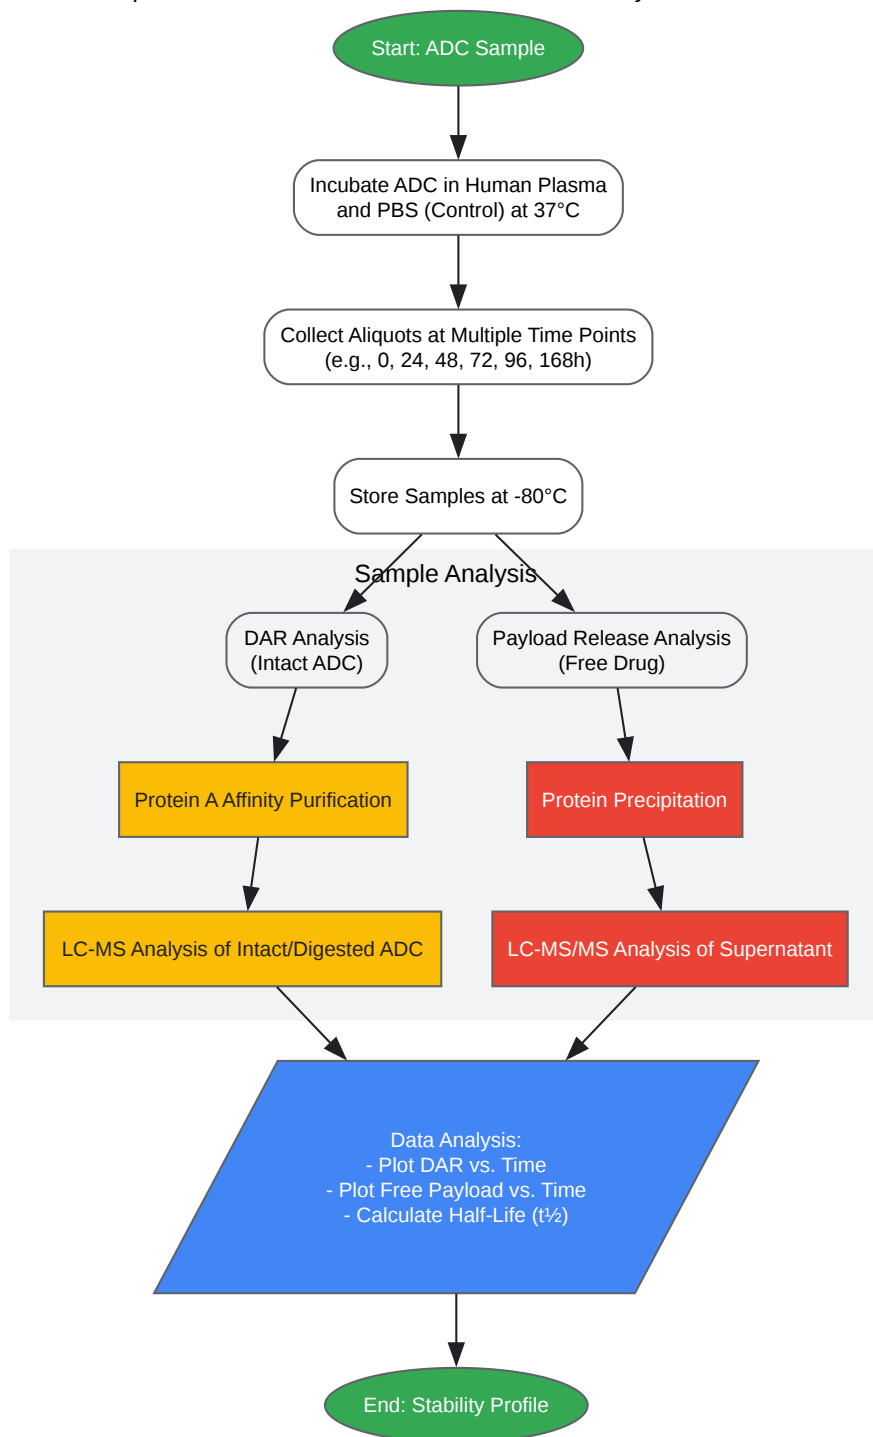 Start: ADC Sample
Incubate ADC in Human Plasma
and PBS (Control) at 37°C
Collect Aliquots at Multiple Time Points
(e.g., 0, 24, 48, 72, 96, 168h)
Store Samples at -80°C
Sample Analysis
DAR Analysis
(Intact ADC)
Payload Release Analysis
(Free Drug)
Protein A Affinity Purification
Protein Precipitation
LC-MS Analysis of Intact/Digested ADC
LC-MS/MS Analysis of Supernatant
Data Analysis:
- Plot DAR vs. Time
- Plot Free Payload vs. Time
- Calculate Half-Life (t½)
End: Stability Profile